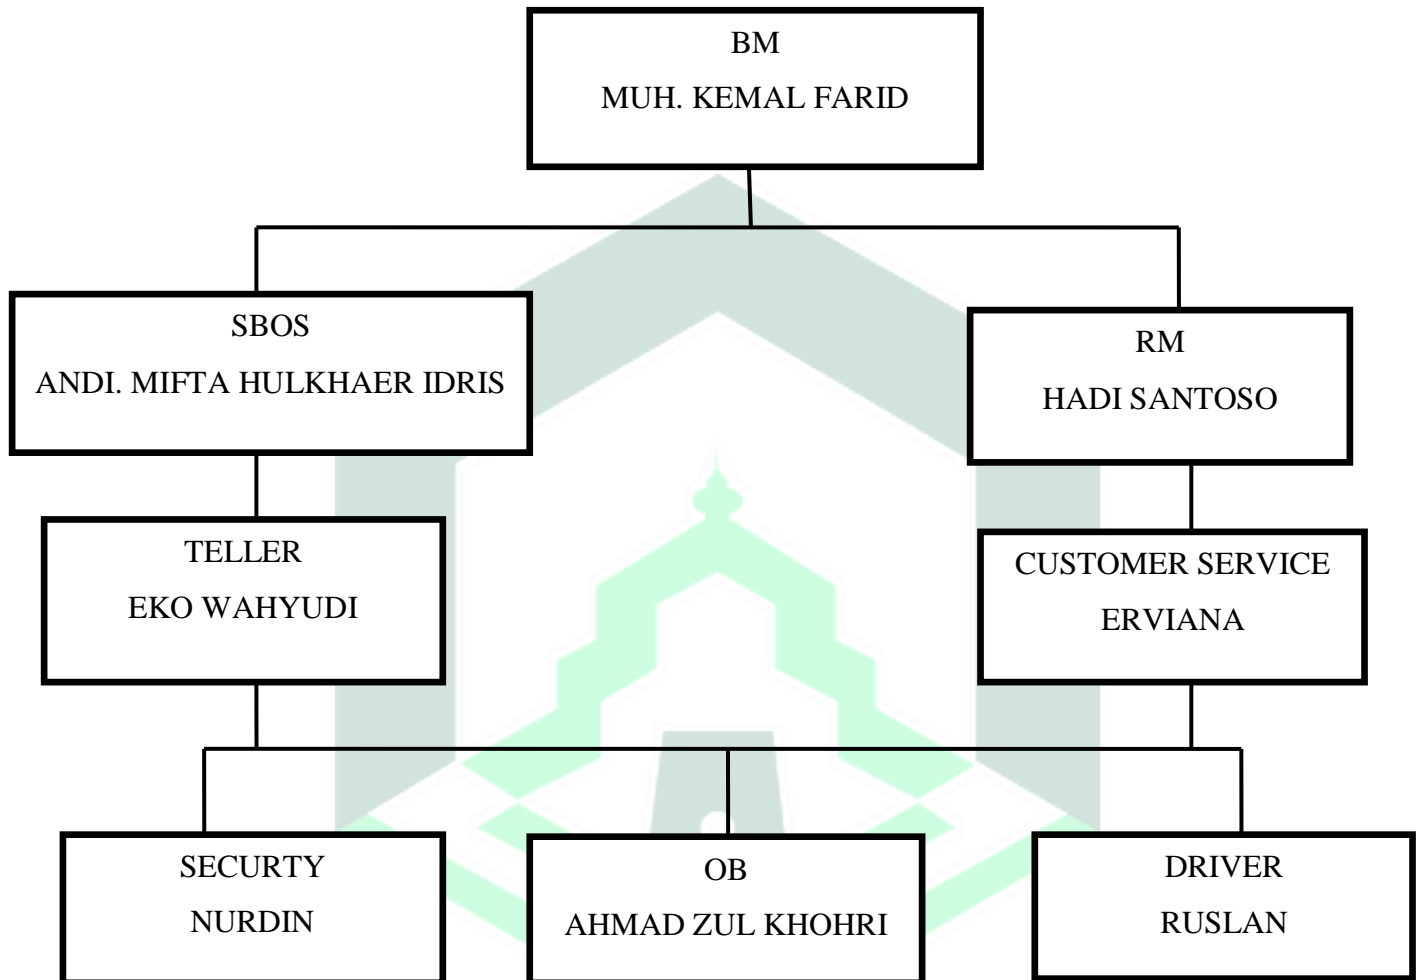 BM
MUH. KEMAL FARID
SBOS
ANDI. MIFTA HULKHAER IDRIS
RM
HADI SANTOSO
TELLER
EKO WAHYUDI
CUSTOMER SERVICE
ERVIANA
SECURTY
NURDIN
OB
AHMAD ZUL KHOHRI
DRIVER
RUSLAN